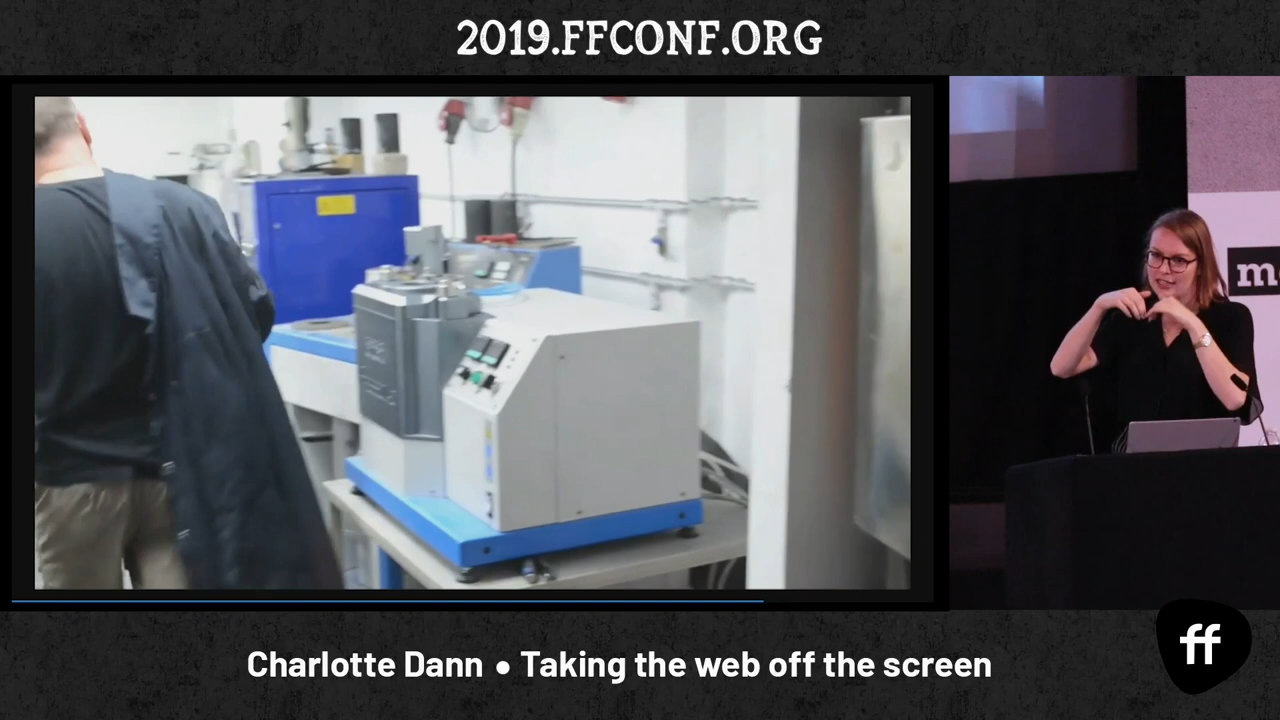 2019.FFCONF.ORG
m
Charlotte Dann • Taking the web off the screen
ff